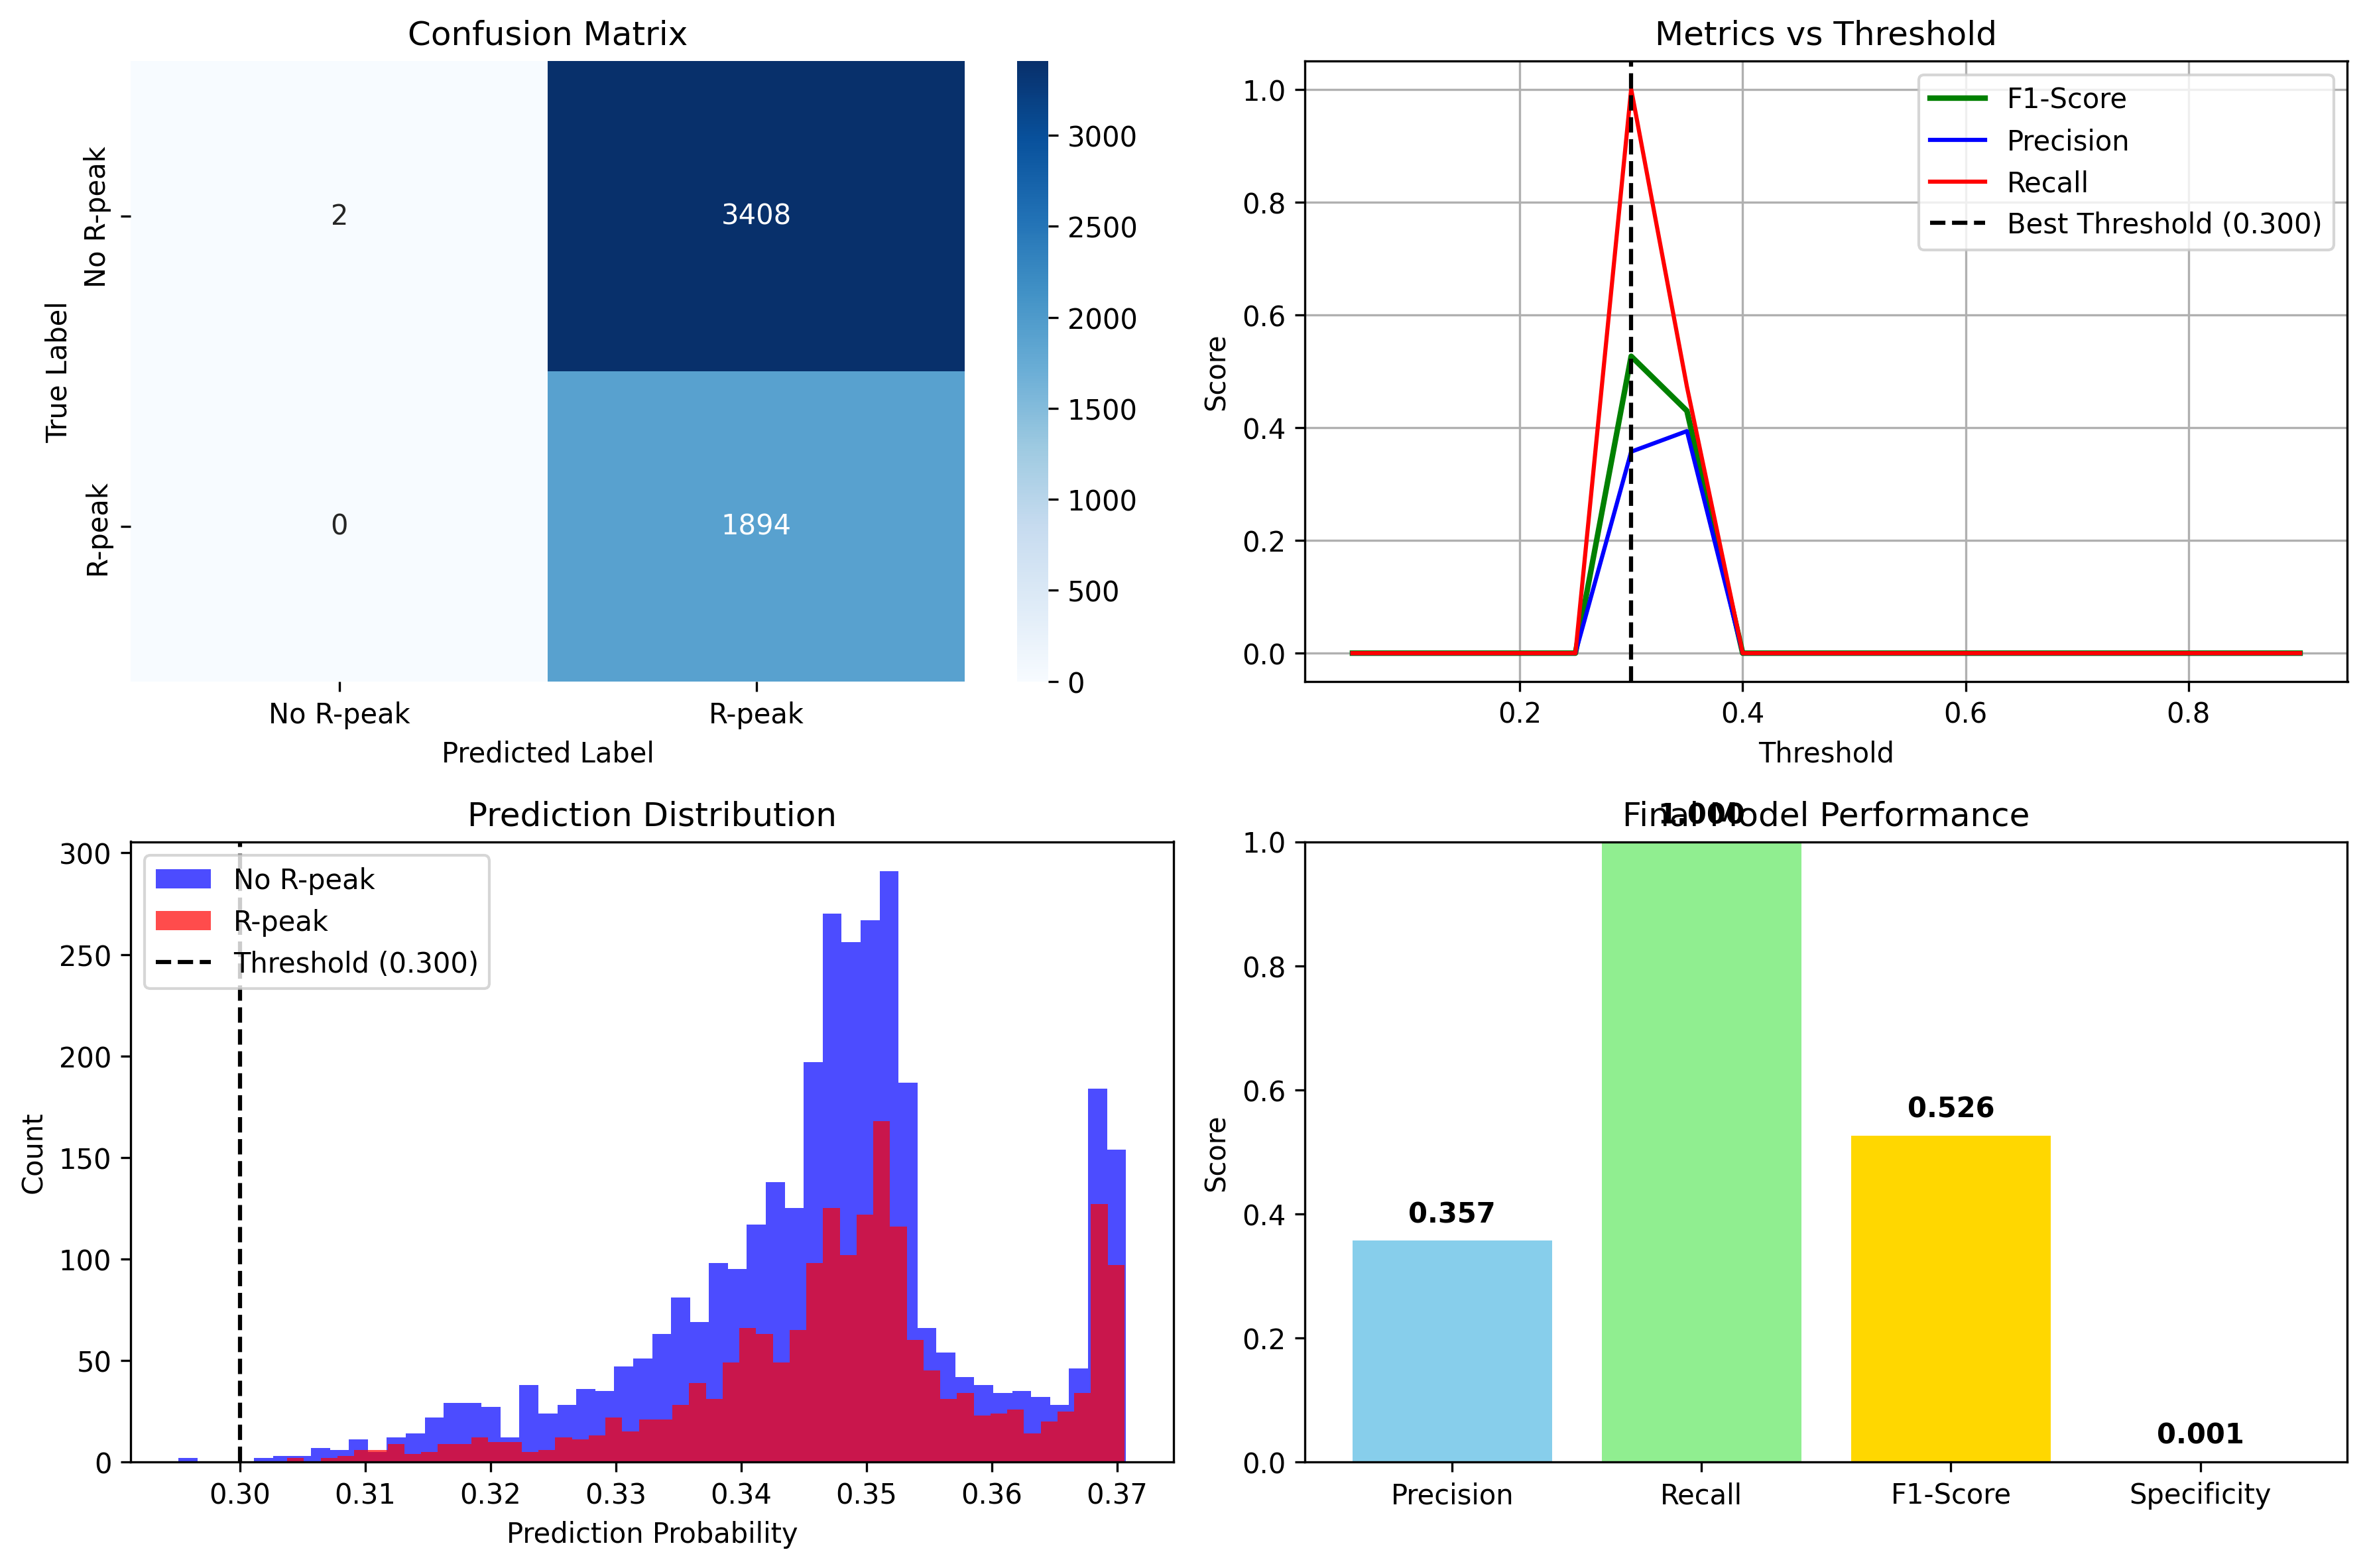 Confusion Matrix
No R-peak
R-peak
True Label
2
3408
0
1894
No R-peak
R-peak
Predicted Label
3000
2500
2000
1500
1000
500
0
Metrics vs Threshold
1.0
0.8
0.6
0.4
0.2
0.0
Score
F1-Score
Precision
Recall
Best Threshold (0.300)
0.2
0.4
0.6
0.8
Threshold
Prediction Distribution
300
250
200
150
100
50
0
Count
No R-peak
R-peak
Threshold (0.300)
0.30
0.31
0.32
0.33
0.34
0.35
0.36
0.37
Prediction Probability
Final Model Performance
1.000
1.0
0.8
0.6
0.4
0.2
0.0
Score
0.357
0.526
0.001
Precision
Recall
F1-Score
Specificity